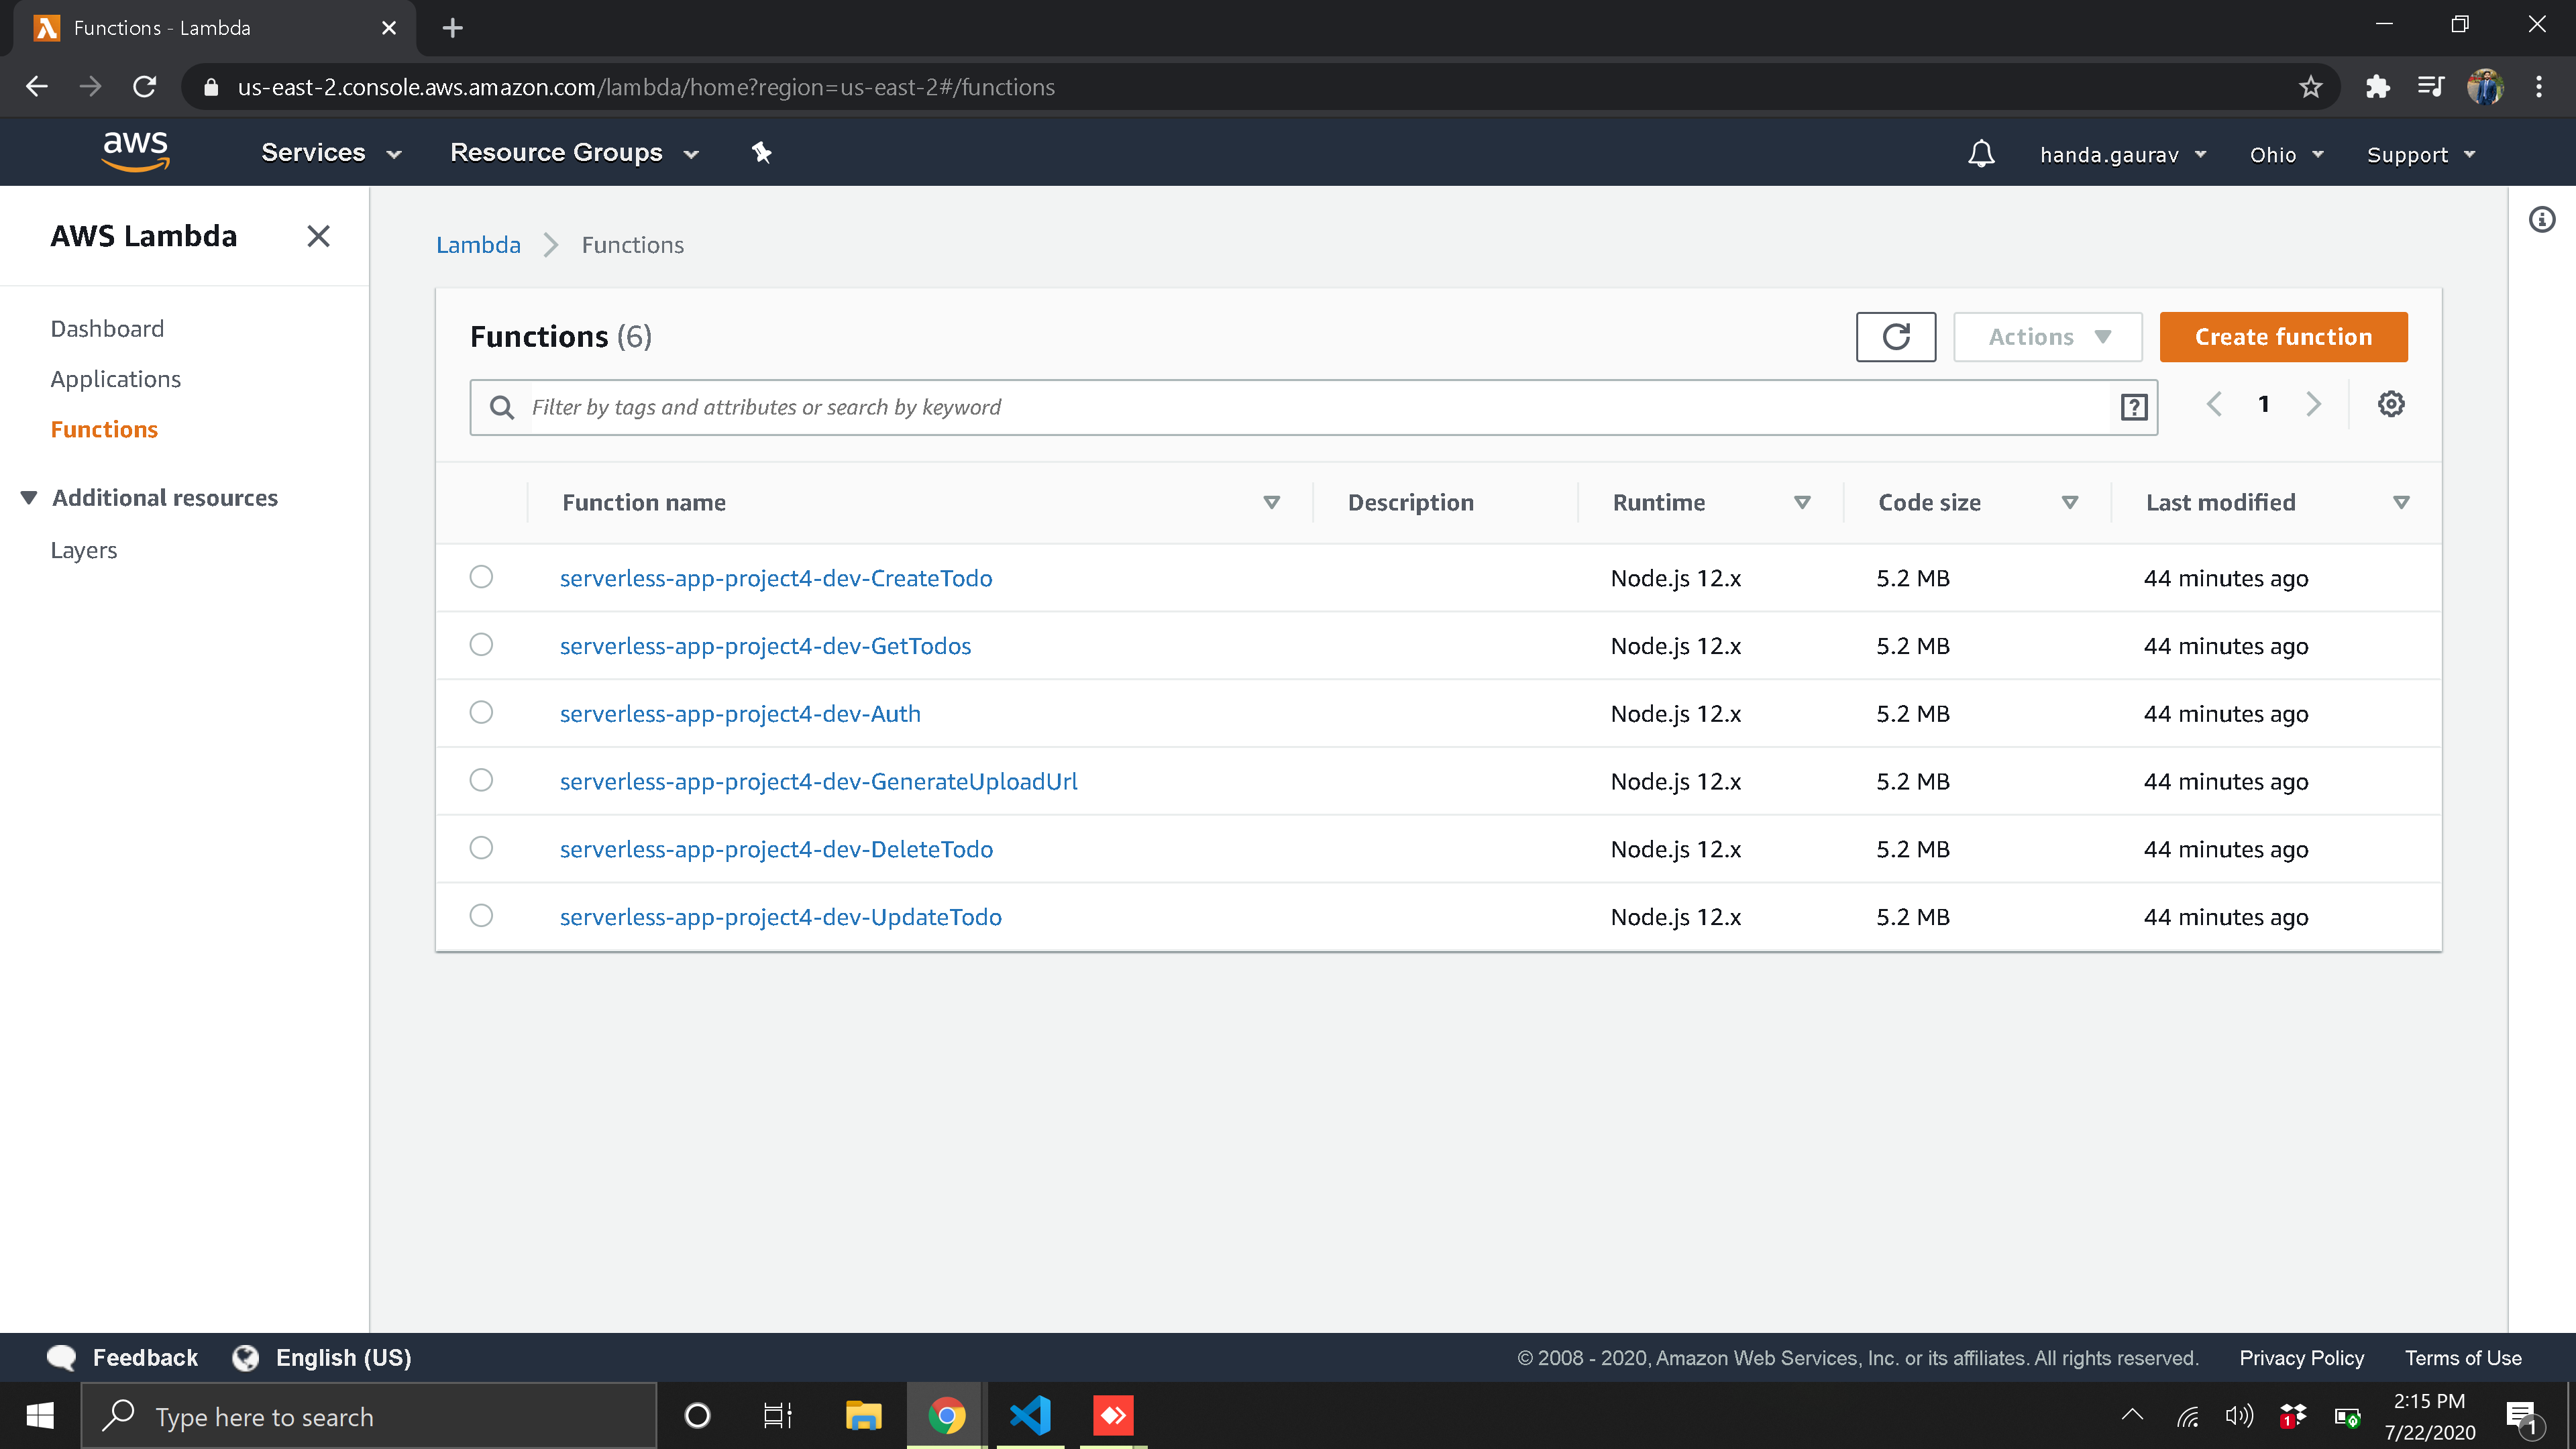 Functions - Lambda
us-east-2.console.aws.amazon.com/lambda/home?region=us-east-2#/functions
aws Services Resource Groups handa.gaurav Ohio Support
AWS Lambda
Dashboard
Applications
Functions
Additional resources
Layers
Lambda Functions
Functions (6) Actions Create function
Filter by tags and attributes or search by keyword ? 1
Function name Description Runtime Code size Last modified
serverless-app-project4-dev-CreateTodo Node.js 12.x 5.2 MB 44 minutes ago
serverless-app-project4-dev-GetTodos Node.js 12.x 5.2 MB 44 minutes ago
serverless-app-project4-dev-Auth Node.js 12.x 5.2 MB 44 minutes ago
serverless-app-project4-dev-GenerateUploadUrl Node.js 12.x 5.2 MB 44 minutes ago
serverless-app-project4-dev-DeleteTodo Node.js 12.x 5.2 MB 44 minutes ago
serverless-app-project4-dev-UpdateTodo Node.js 12.x 5.2 MB 44 minutes ago
Feedback English (US) © 2008 - 2020, Amazon Web Services, Inc. or its affiliates. All rights reserved. Privacy Policy Terms of Use
Type here to search 1 2:15 PM 1
7/22/2020